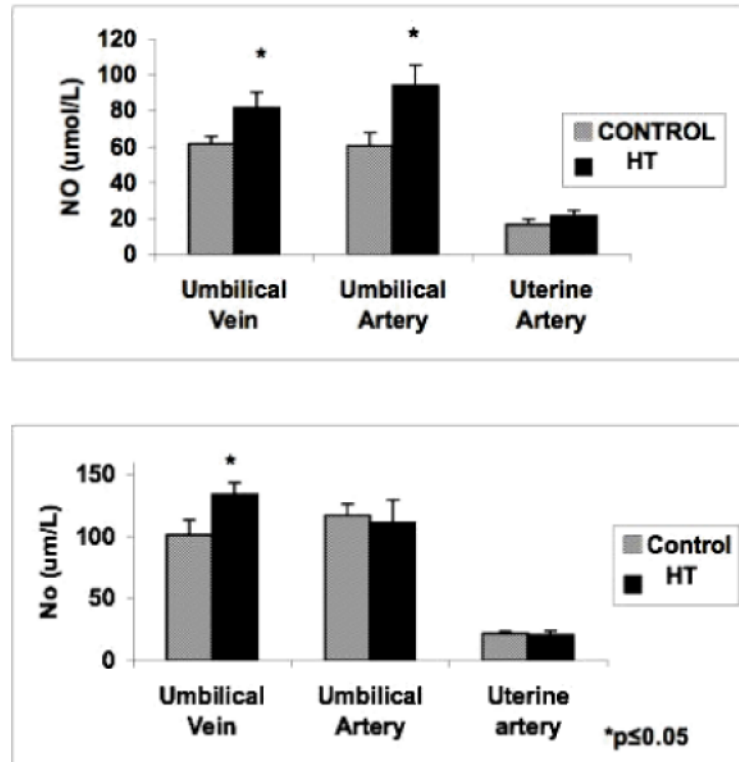 120
100
80
60
40
20
0
NO (umol/L)
*
*
CONTROL
HT
Umbilical Vein
Umbilical Artery
Uterine Artery
150
100
50
0
No (um/L)
*
Control
HT
Umbilical Vein
Umbilical Artery
Uterine artery
*p≤0.05